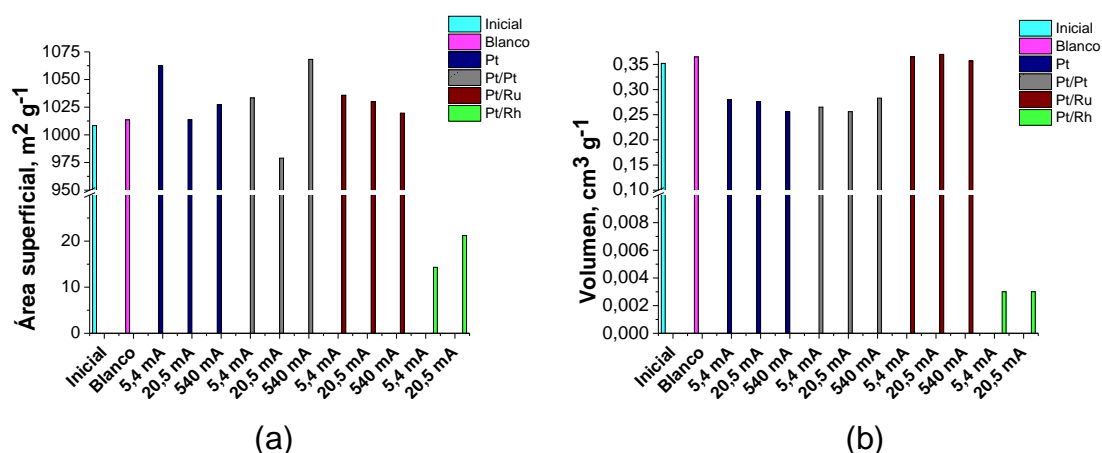 Inicial
Blanco
Pt
Pt/Pt
Pt/Ru
Pt/Rh
1075
1050
1025
1000
975
950
20
10
0
Área superficial, m² g⁻¹
Inicial
Blanco
5,4 mA
20,5 mA
540 mA
5,4 mA
20,5 mA
540 mA
5,4 mA
20,5 mA
540 mA
5,4 mA
20,5 mA
(a)
Inicial
Blanco
Pt
Pt/Pt
Pt/Ru
Pt/Rh
0,35
0,30
0,25
0,20
0,15
0,10
0,008
0,006
0,004
0,002
0,000
Volumen, cm³ g⁻¹
Inicial
Blanco
5,4 mA
20,5 mA
540 mA
5,4 mA
20,5 mA
540 mA
5,4 mA
20,5 mA
540 mA
5,4 mA
20,5 mA
(b)